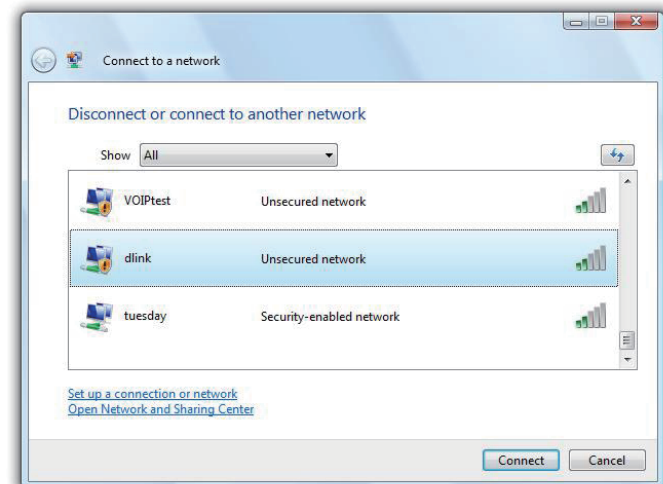 Connect to a network
Disconnect or connect to another network
Show All
VOIPtest Unsecured network
dlink Unsecured network
tuesday Security-enabled network
Set up a connection or network
Open Network and Sharing Center
Connect Cancel